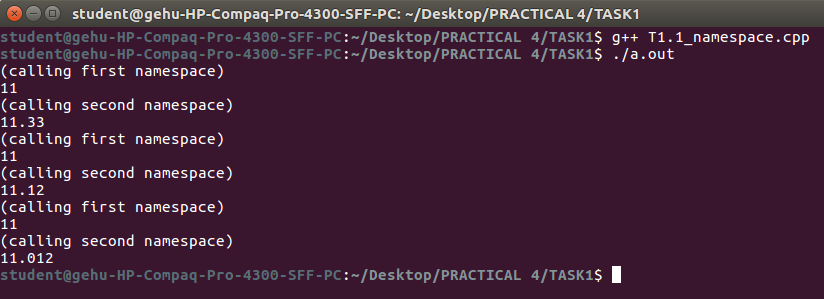 student@gehu-HP-Compaq-Pro-4300-SFF-PC: ~/Desktop/PRACTICAL 4/TASK1
student@gehu-HP-Compaq-Pro-4300-SFF-PC:~/Desktop/PRACTICAL 4/TASK1$ g++ T1.1_namespace.cpp
student@gehu-HP-Compaq-Pro-4300-SFF-PC:~/Desktop/PRACTICAL 4/TASK1$ ./a.out
(calling first namespace)
11
(calling second namespace)
11.33
(calling first namespace)
11
(calling second namespace)
11.12
(calling first namespace)
11
(calling second namespace)
11.012
student@gehu-HP-Compaq-Pro-4300-SFF-PC:~/Desktop/PRACTICAL 4/TASK1$